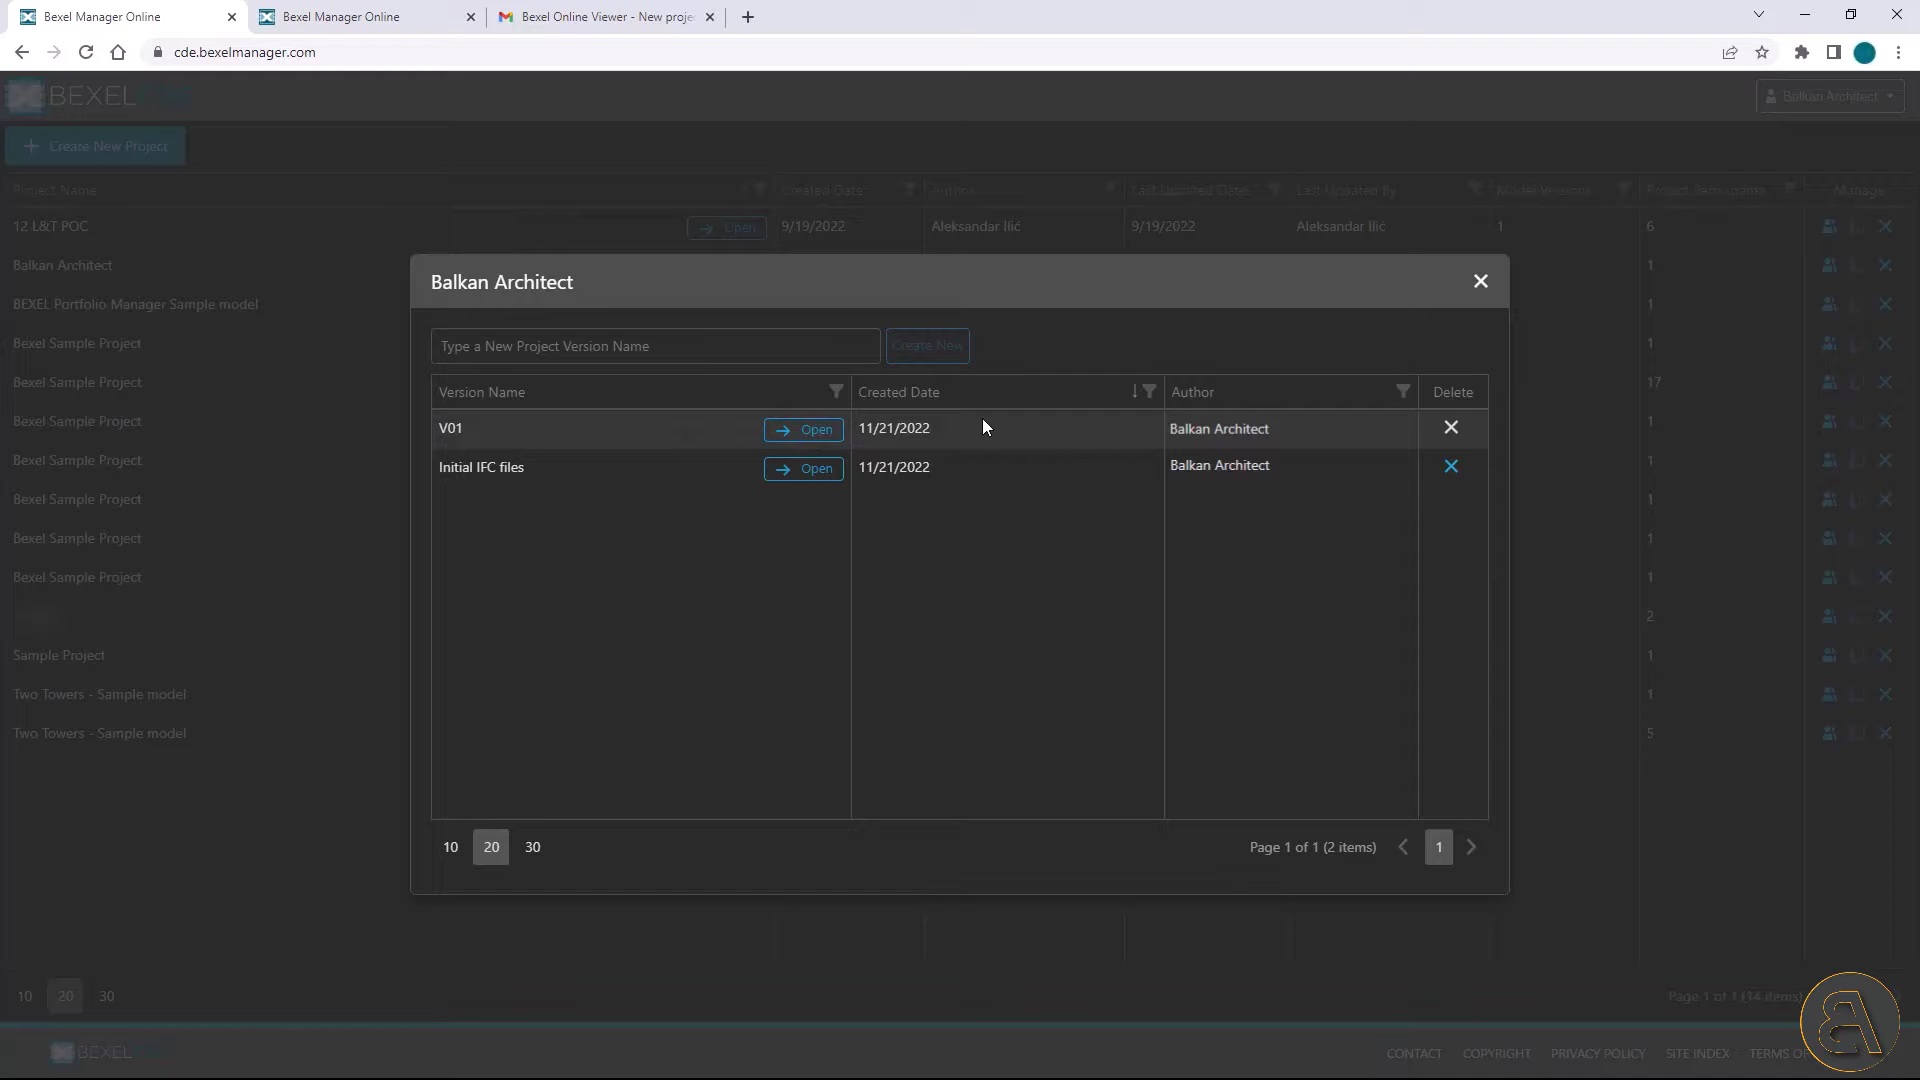 Bexel Manager Online
Bexel Manager Online
Bexel Online Viewer - New proje
cde.bexelmanager.com
BEXEL
Balkan Architect
Create New Project
Project Name Created Date Author Last Updated Date Last Updated By Model Versions Project Participants Manage
12 L&T POC Open 9/19/2022 Aleksandar Ilić 9/19/2022 Aleksandar Ilić 1 6
Balkan Architect 1
BEXEL Portfolio Manager Sample model 1
Bexel Sample Project 1
Bexel Sample Project 17
Bexel Sample Project 1
Bexel Sample Project 1
Bexel Sample Project 1
Bexel Sample Project 1
Bexel Sample Project 1
2
Sample Project 1
Two Towers - Sample model 1
Two Towers - Sample model 5
Balkan Architect
Type a New Project Version Name Create New
Version Name Created Date Author Delete
V01 Open 11/21/2022 Balkan Architect
Initial IFC files Open 11/21/2022 Balkan Architect
10 20 30 Page 1 of 1 (2 items) 1
10 20 30 Page 1 of 1 (14 items)
BEXEL
CONTACT COPYRIGHT PRIVACY POLICY SITE INDEX TERMS O